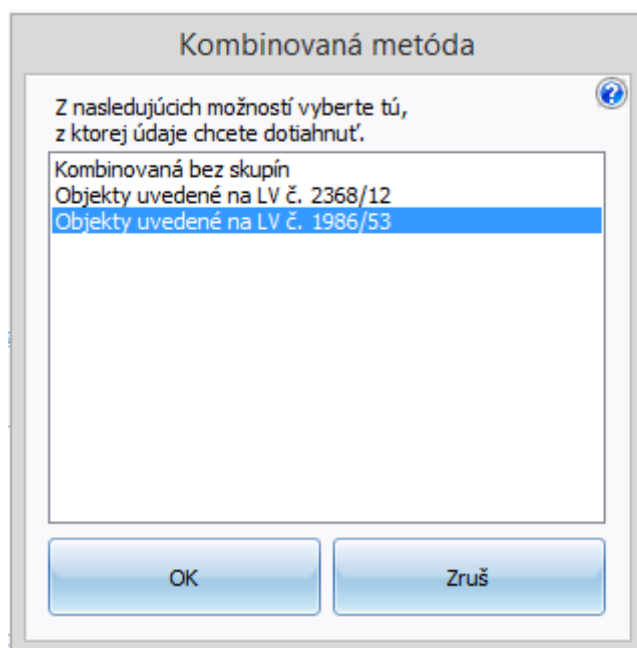 Kombinovaná metóda
Z nasledujúcich možností vyberte tú,
z ktorej údaje chcete dotiahnuť.
Kombinovaná bez skupín
Objekty uvedené na LV č. 2368/12
Objekty uvedené na LV č. 1986/53
OK
Zruš